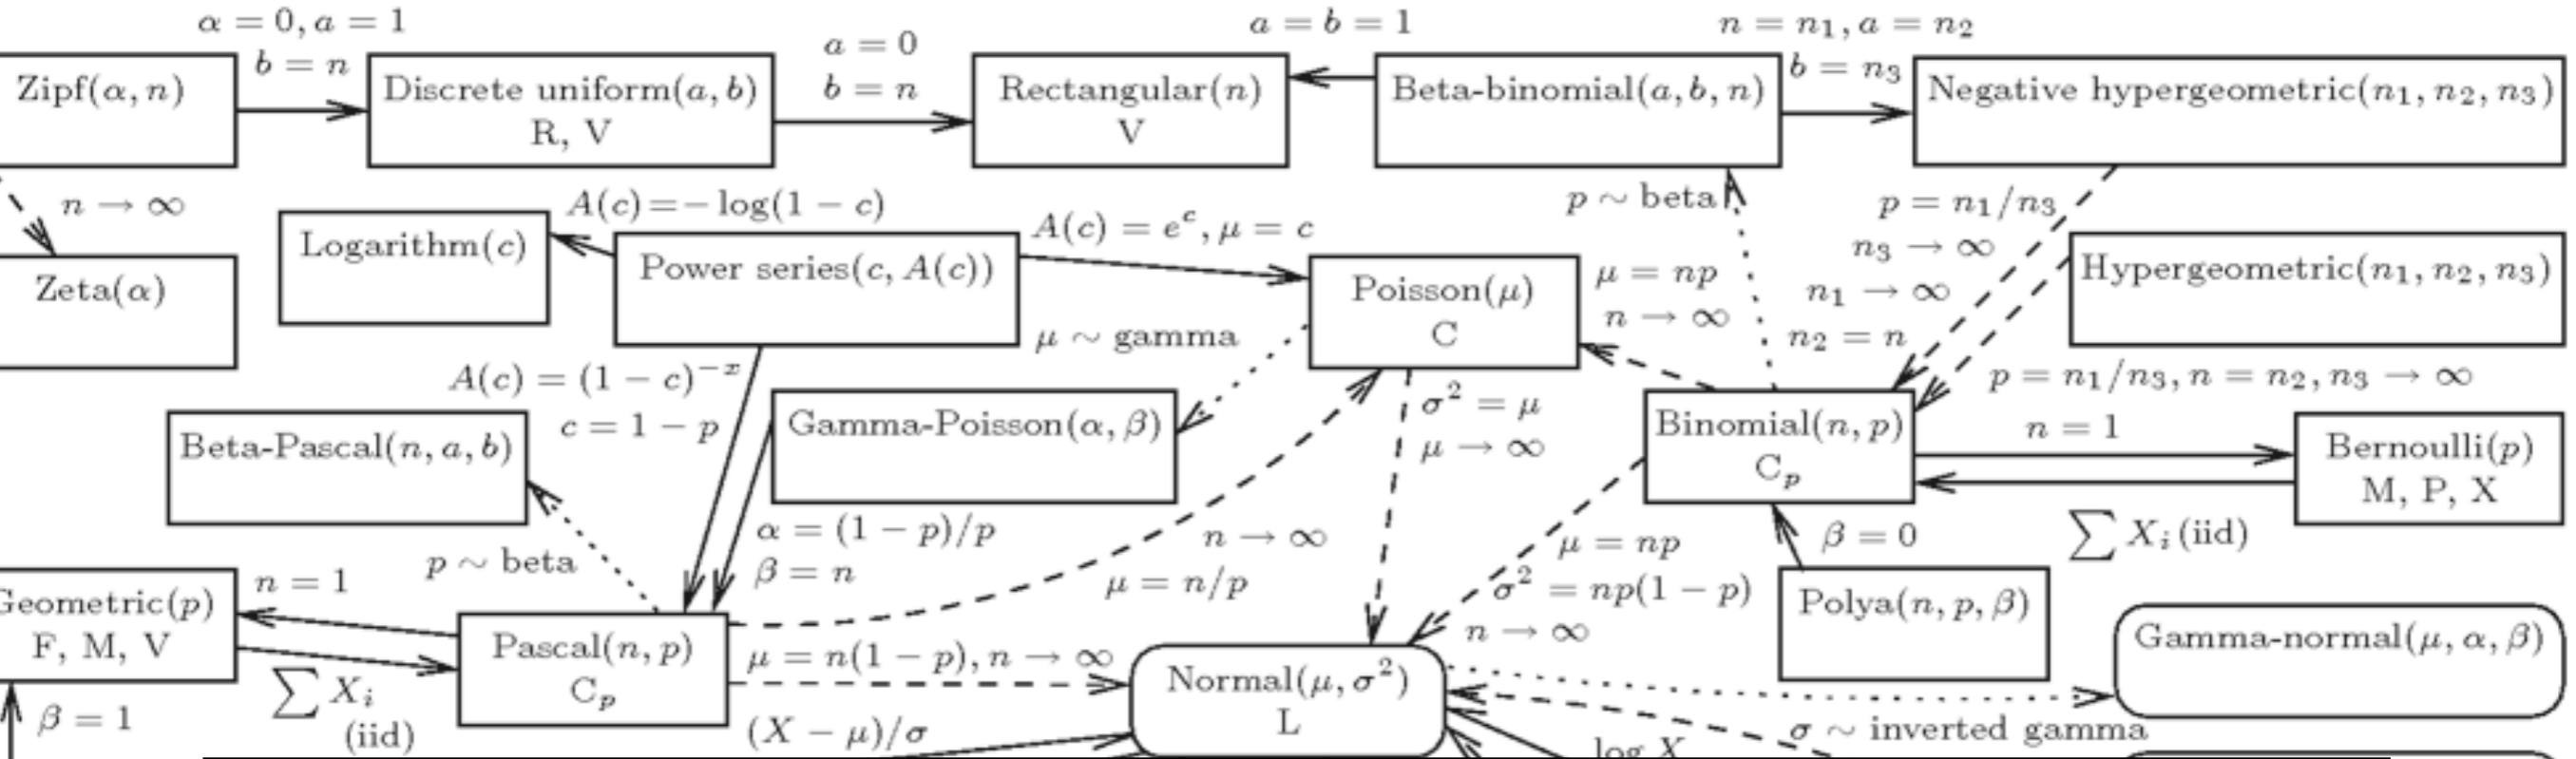 α = 0, a = 1
b = n
a = 0
b = n
a = b = 1
n = n₁, a = n₂
b = n₃
Zipf(α, n)
Discrete uniform(a, b)
R, V
Rectangular(n)
V
Beta-binomial(a, b, n)
Negative hypergeometric(n₁, n₂, n₃)
n → ∞
Zeta(α)
Logarithm(c)
A(c) = − log(1 − c)
Power series(c, A(c))
A(c) = eᶜ, μ = c
Poisson(μ)
C
μ ∼ gamma
p ∼ beta
μ = np
n → ∞
p = n₁/n₃
n₃ → ∞
n₁ → ∞
n₂ = n
Hypergeometric(n₁, n₂, n₃)
p = n₁/n₃, n = n₂, n₃ → ∞
A(c) = (1 − c)⁻ˣ
c = 1 − p
Beta-Pascal(n, a, b)
Gamma-Poisson(α, β)
σ² = μ
μ → ∞
Binomial(n, p)
Cₚ
n = 1
Bernoulli(p)
M, P, X
∑ Xᵢ (iid)
p ∼ beta
α = (1 − p)/p
β = n
n → ∞
μ = n/p
μ = np
σ² = np(1 − p)
n → ∞
β = 0
Polya(n, p, β)
Geometric(p)
F, M, V
n = 1
∑ Xᵢ
(iid)
β = 1
Pascal(n, p)
Cₚ
μ = n(1 − p), n → ∞
(X − μ)/σ
Normal(μ, σ²)
L
Gamma-normal(μ, α, β)
σ ∼ inverted gamma
log X